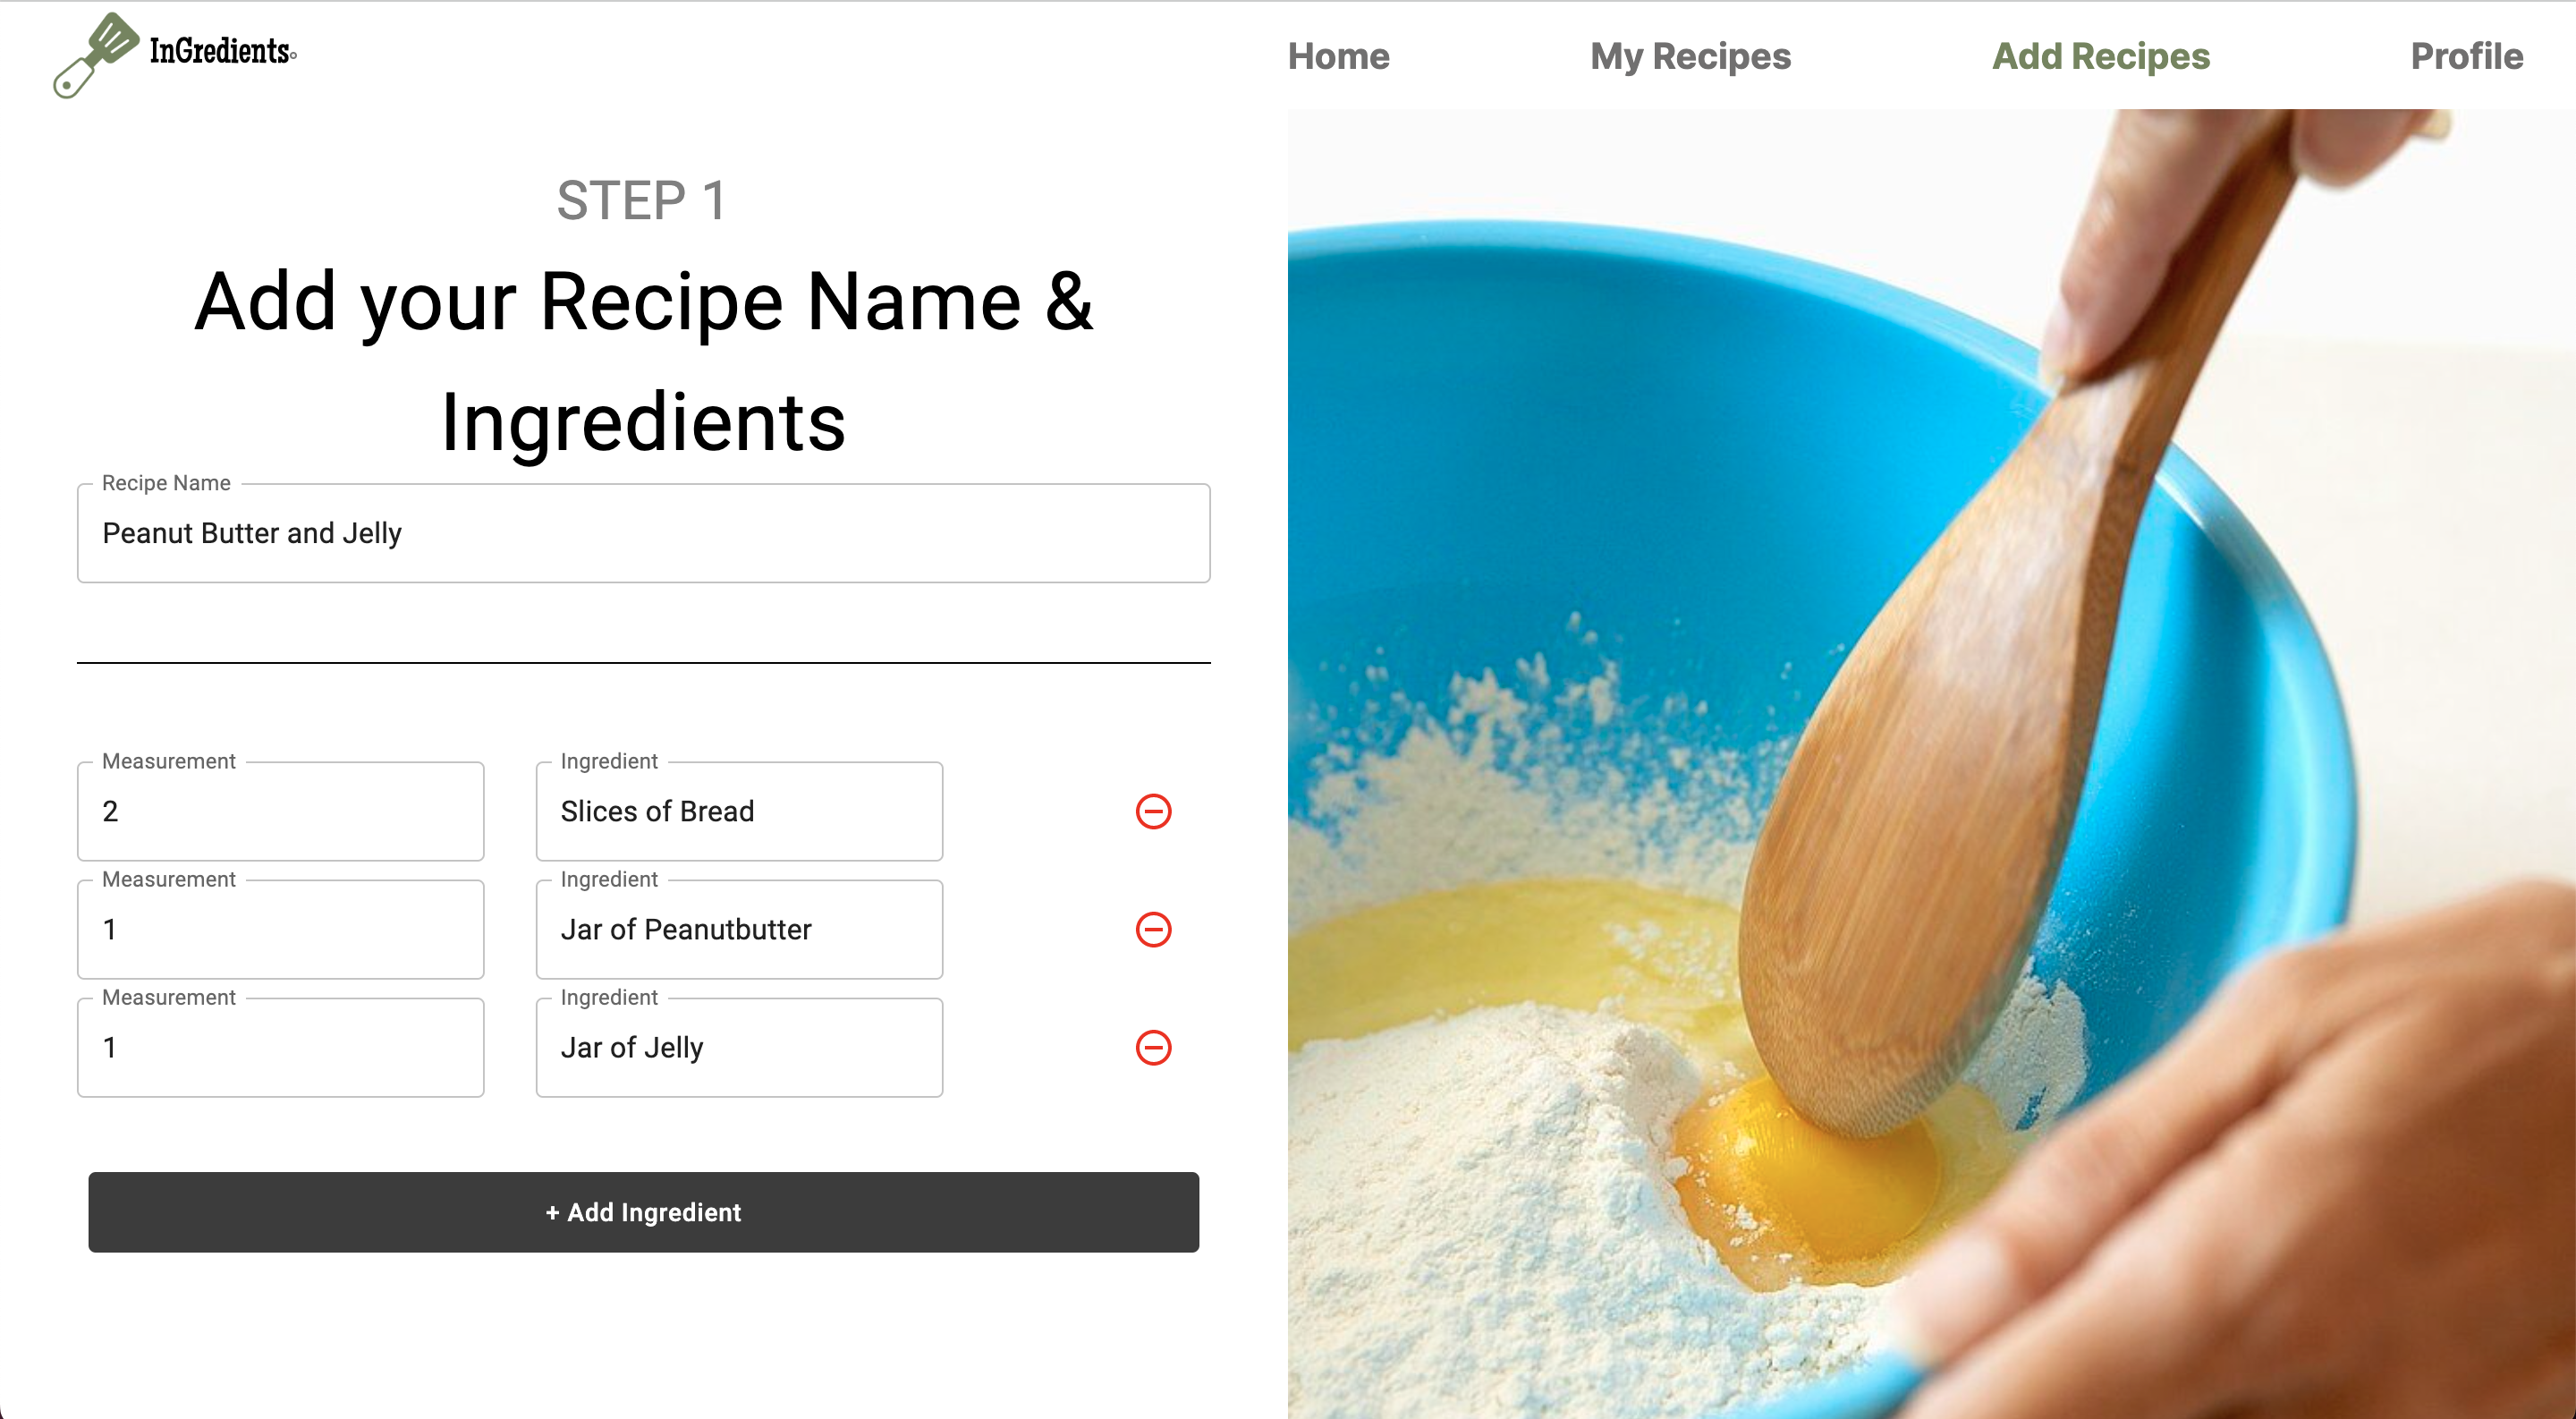 InGredients
Home My Recipes Add Recipes Profile
STEP 1
Add your Recipe Name &
Ingredients
Recipe Name
Peanut Butter and Jelly
Measurement Ingredient
2 Slices of Bread
Measurement Ingredient
1 Jar of Peanutbutter
Measurement Ingredient
1 Jar of Jelly
+ Add Ingredient